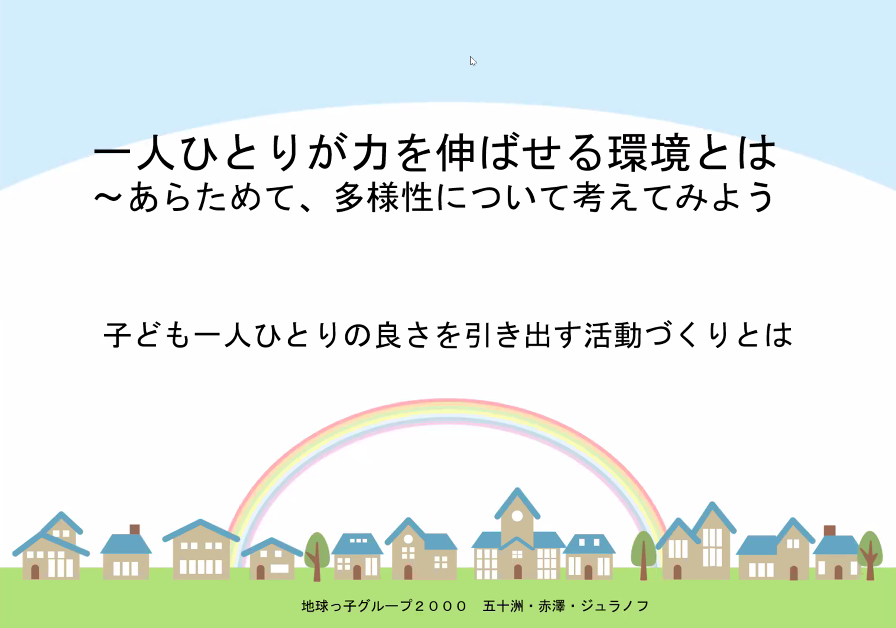 一人ひとりが力を伸ばせる環境とは
～あらためて、多様性について考えてみよう
子ども一人ひとりの良さを引き出す活動づくりとは
地球っ子グループ２０００　五十洲・赤澤・ジュラノフ